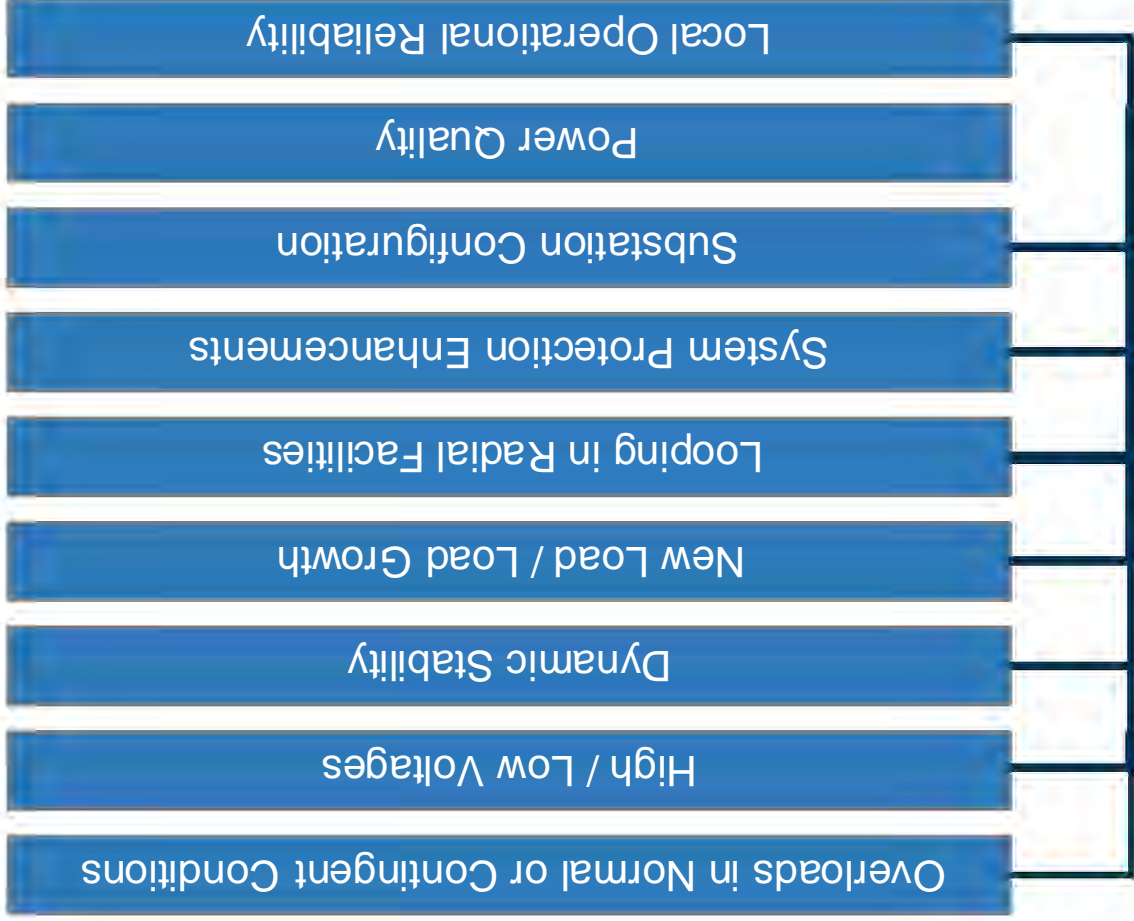 Overloads in Normal or Contingent Conditions
High / Low Voltages
Dynamic Stability
New Load / Load Growth
Looping in Radial Facilities
System Protection Enhancements
Substation Configuration
Power Quality
Local Operational Reliability